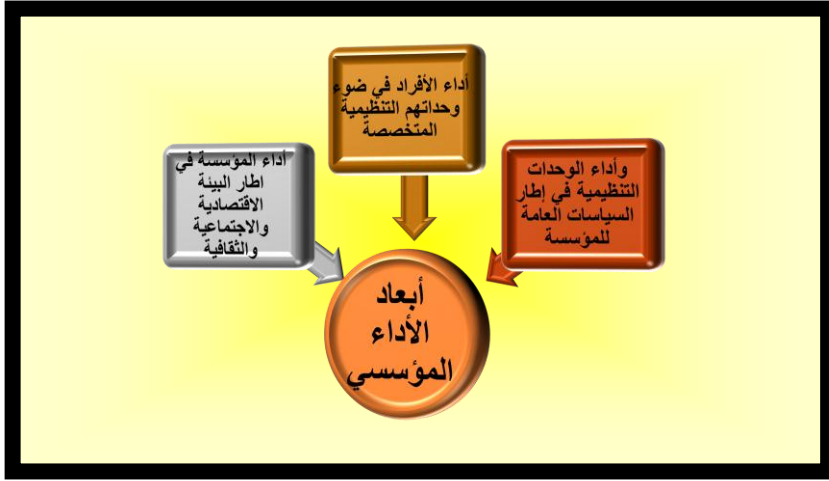 أداء الأفراد في ضوء
وحداتهم التنظيمية
المتخصصة
وأداء الوحدات
التنظيمية في إطار
السياسات العامة
للمؤسسة
أداء المؤسسة في
اطار البيئة
الاقتصادية
والاجتماعية
والثقافية
أبعاد
الأداء
المؤسسي